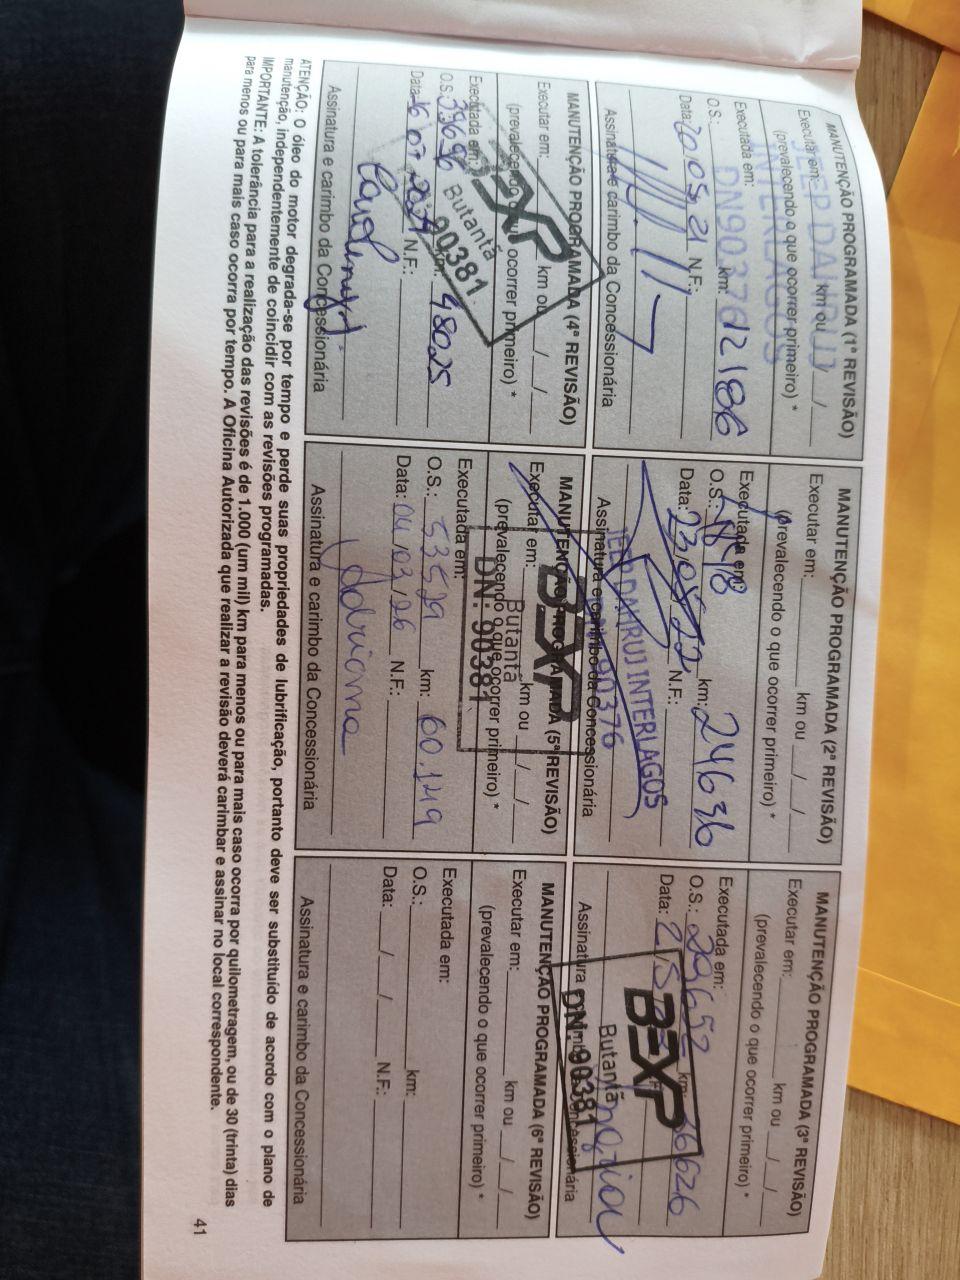 MANUTENÇÃO PROGRAMADA (1ª REVISÃO)
Executar em: km ou / /
(prevalecendo o que ocorrer primeiro) *
JEEP DAHRUJ
INTERLAGOS
DN90376
Executada em:
O.S.: km: 12186
Data: 20.05.21 N.F.:
Assinatura e carimbo da Concessionária
MANUTENÇÃO PROGRAMADA (2ª REVISÃO)
Executar em: km ou / /
(prevalecendo o que ocorrer primeiro) *
Executada em:
O.S.: km: 24636
Data: N.F.:
JEEP DAHRUJ INTERLAGOS
DN 90376
Assinatura e carimbo da Concessionária
MANUTENÇÃO PROGRAMADA (3ª REVISÃO)
Executar em: km ou / /
(prevalecendo o que ocorrer primeiro) *
Executada em:
O.S.: 29652 km: 36626
Data:
BEXP
Butantã
DN: 90381
Assinatura e carimbo da Concessionária
MANUTENÇÃO PROGRAMADA (4ª REVISÃO)
Executar em: km ou / /
(prevalecendo o que ocorrer primeiro) *
Executada em:
O.S.: 39696 km: 48025
Data: N.F.:
BEXP
Butantã
90381
Assinatura e carimbo da Concessionária
MANUTENÇÃO PROGRAMADA (5ª REVISÃO)
Executar em: km ou / /
(prevalecendo o que ocorrer primeiro) *
BEXP
Butantã
DN: 90381
Executada em:
O.S.: 53529 km: 60.149
Data: 04/03/26 N.F.:
Adriana
Assinatura e carimbo da Concessionária
MANUTENÇÃO PROGRAMADA (6ª REVISÃO)
Executar em: km ou / /
(prevalecendo o que ocorrer primeiro) *
Executada em:
O.S.: km:
Data: / / N.F.:
Assinatura e carimbo da Concessionária
ATENÇÃO: O óleo do motor degrada-se por tempo e perde suas propriedades de lubrificação, portanto deve ser substituído de acordo com o plano de
manutenção, independentemente de coincidir com as revisões programadas.
IMPORTANTE: A tolerância para a realização das revisões é de 1.000 (um mil) km para menos ou para mais caso ocorra por quilometragem, ou de 30 (trinta) dias
para menos ou para mais caso ocorra por tempo. A Oficina Autorizada que realizar a revisão deverá carimbar e assinar no local correspondente.
41